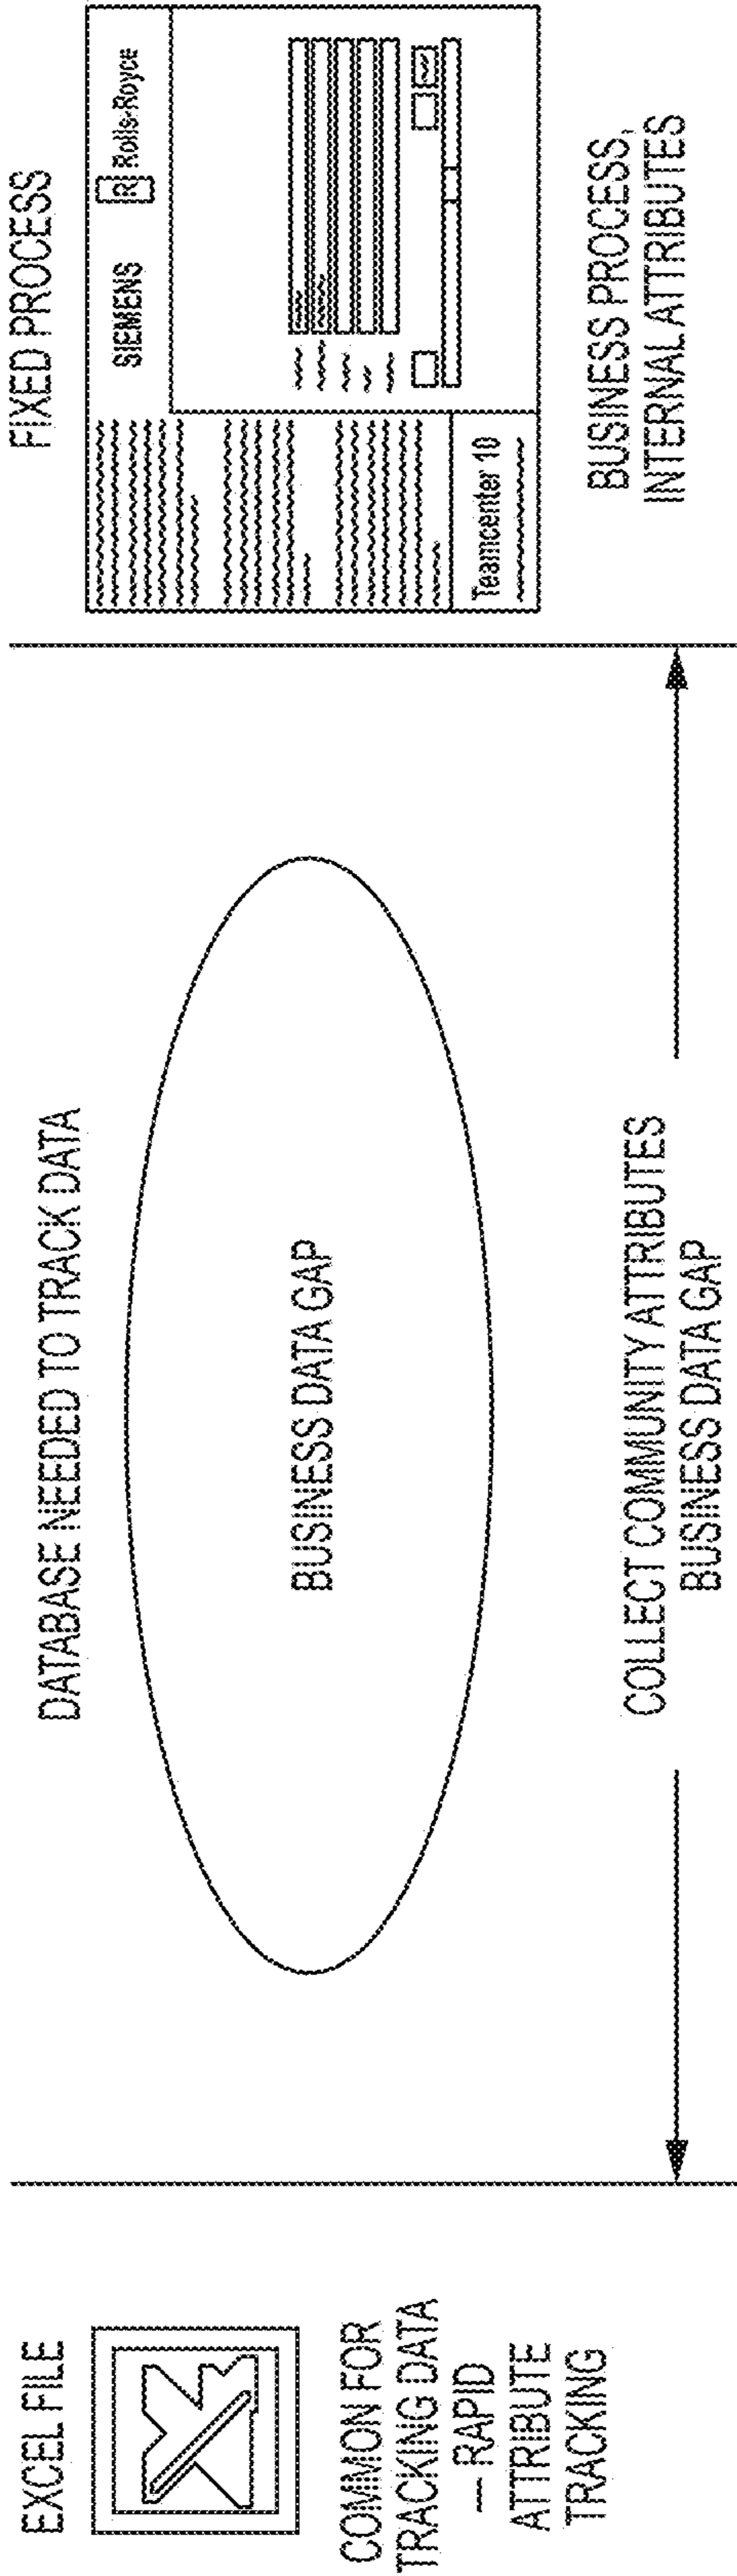 EXCEL FILE
COMMON FOR
TRACKING DATA
— RAPID
ATTRIBUTE
TRACKING
DATABASE NEEDED TO TRACK DATA
BUSINESS DATA GAP
COLLECT COMMUNITY ATTRIBUTES
BUSINESS DATA GAP
FIXED PROCESS
SIEMENS
R Rolls-Royce
Teamcenter 10
BUSINESS PROCESS,
INTERNAL ATTRIBUTES